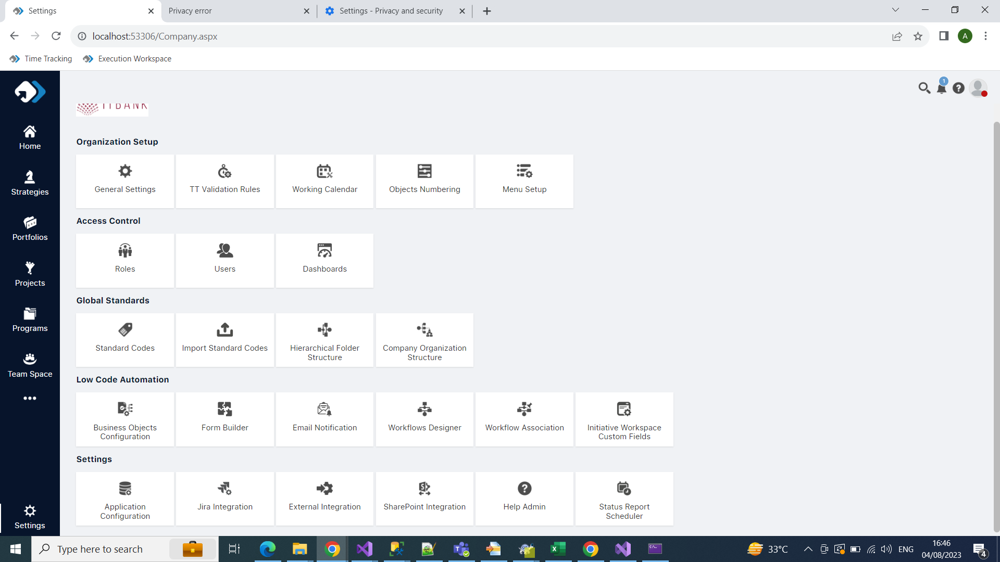 Settings
Privacy error
Settings - Privacy and security
localhost:53306/Company.aspx
A
Time Tracking
Execution Workspace
1
ITBANK
Home
Strategies
Portfolios
Projects
Programs
Team Space
Settings
Organization Setup
General Settings
TT Validation Rules
Working Calendar
Objects Numbering
Menu Setup
Access Control
Roles
Users
Dashboards
Global Standards
Standard Codes
Import Standard Codes
Hierarchical Folder
Structure
Company Organization
Structure
Low Code Automation
Business Objects
Configuration
Form Builder
Email Notification
Workflows Designer
Workflow Association
Initiative Workspace
Custom Fields
Settings
Application
Configuration
Jira Integration
External Integration
SharePoint Integration
Help Admin
Status Report
Scheduler
Type here to search
33°C
ENG
16:46
04/08/2023
4